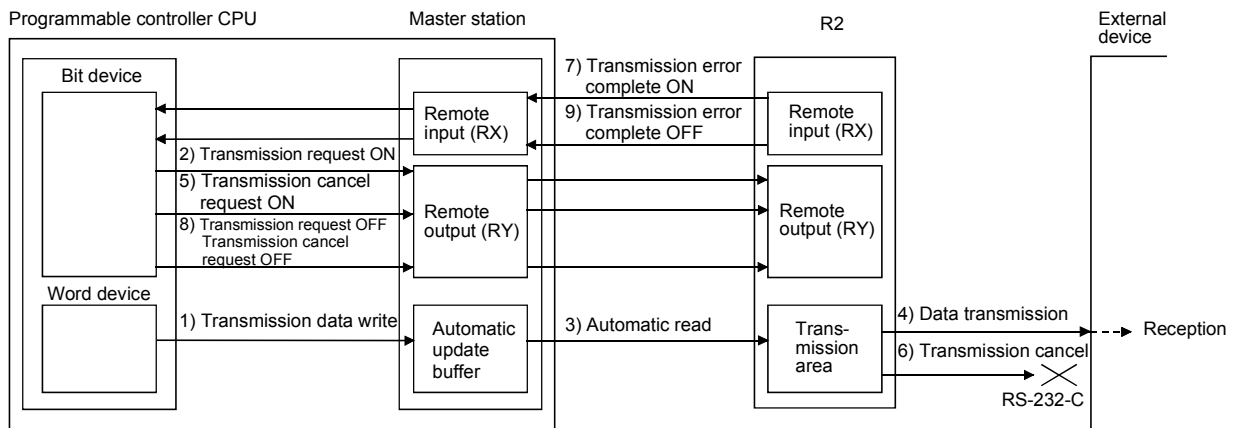 Programmable controller CPU
Master station
R2
External
device
Bit device
7) Transmission error
complete ON
Remote
input (RX)
9) Transmission error
complete OFF
Remote
input (RX)
2) Transmission request ON
5) Transmission cancel
request ON
8) Transmission request OFF
Transmission cancel
request OFF
Remote
output (RY)
Remote
output (RY)
Word device
1) Transmission data write
Automatic
update
buffer
3) Automatic read
Trans-
mission
area
4) Data transmission
Reception
6) Transmission cancel
RS-232-C